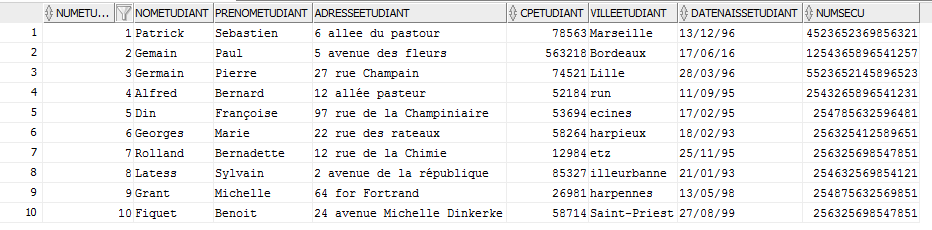 NUMETU... NOMETUDIANT PRENOMETUDIANT ADRESSEETUDIANT CPETUDIANT VILLEETUDIANT DATENAISSETUDIANT NUMSECU
1 1 Patrick Sebastien 6 allee du pastour 78563 Marseille 13/12/96 4523652369856321
2 2 Gemain Paul 5 avenue des fleurs 563218 Bordeaux 17/06/16 1254365896541257
3 3 Germain Pierre 27 rue Champain 74521 Lille 28/03/96 5523652145896523
4 4 Alfred Bernard 12 allée pasteur 52184 run 11/09/95 2543265896541231
5 5 Din Françoise 97 rue de la Champiniaire 53694 ecines 17/02/95 254785632596481
6 6 Georges Marie 22 rue des rateaux 58264 harpieux 18/02/93 256325412589651
7 7 Rolland Bernadette 12 rue de la Chimie 12984 etz 25/11/95 256325698547851
8 8 Latess Sylvain 2 avenue de la république 85327 illeurbanne 21/01/93 254632569854121
9 9 Grant Michelle 64 for Fortrand 26981 harpennes 13/05/98 254875632569851
10 10 Fiquet Benoit 24 avenue Michelle Dinkerke 58714 Saint-Priest 27/08/99 256325698547851